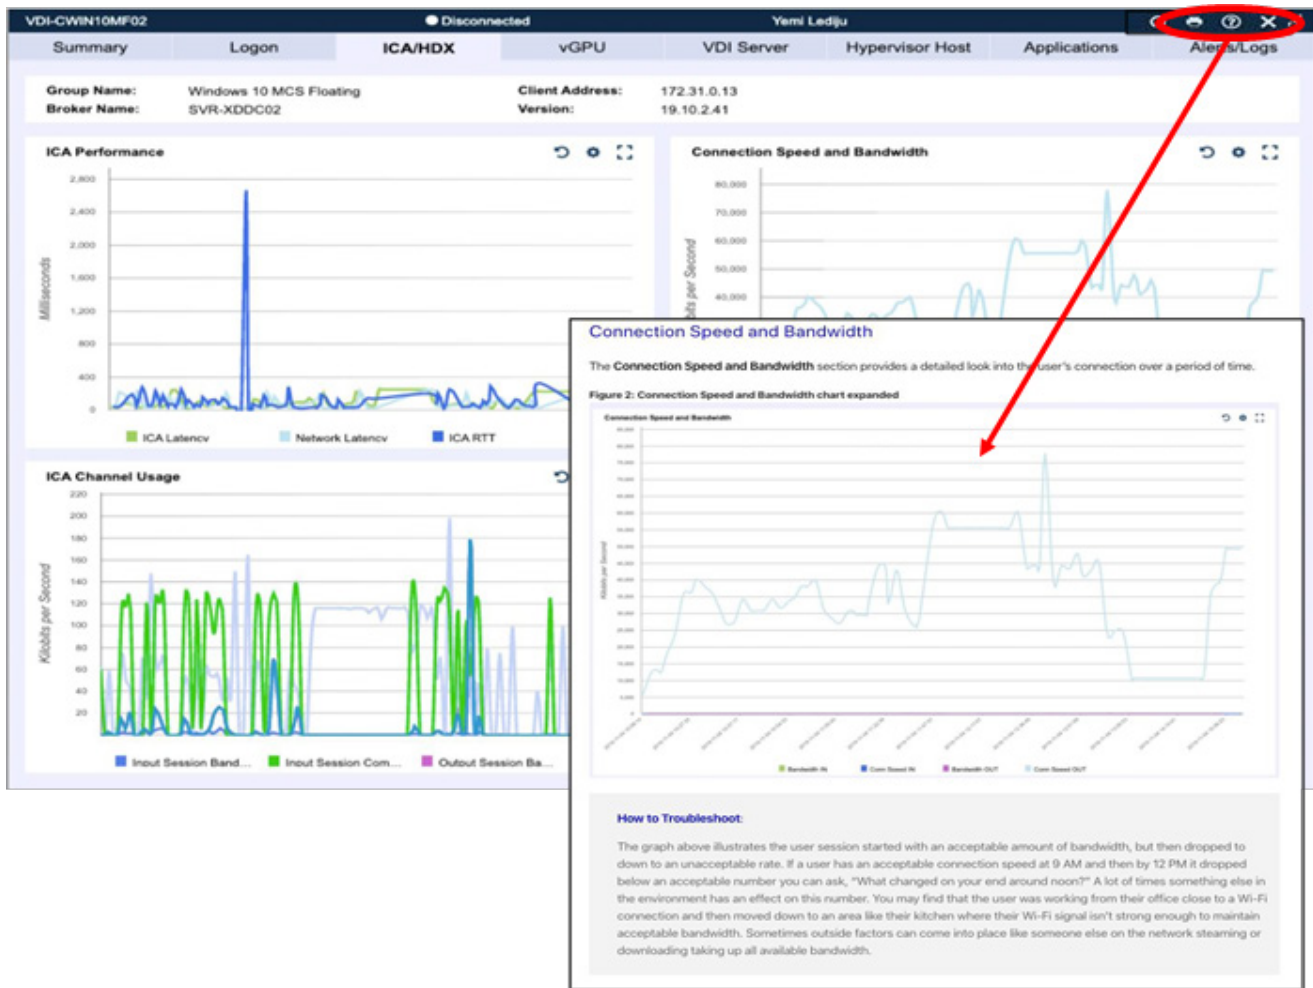 VDI-CWIN10MF02 Disconnected Yemi Lediju
Summary Logon ICA/HDX vGPU VDI Server Hypervisor Host Applications Alerts/Logs
Group Name: Windows 10 MCS Floating Client Address: 172.31.0.13
Broker Name: SVR-XDDC02 Version: 19.10.2.41
ICA Performance
2,800
2,400
2,000
1,600
1,200
800
400
0
Milliseconds
ICA Latency Network Latency ICA RTT
Connection Speed and Bandwidth
80,000
70,000
60,000
50,000
40,000
bits per Second
ICA Channel Usage
220
200
180
160
140
120
100
80
60
40
20
Kilobits per Second
Input Session Band... Input Session Com... Output Session Ba...
Connection Speed and Bandwidth
The Connection Speed and Bandwidth section provides a detailed look into the user's connection over a period of time.
Figure 2: Connection Speed and Bandwidth chart expanded
Connection Speed and Bandwidth
Kilobits per Second
Bandwidth IN Conn Speed IN Bandwidth OUT Conn Speed OUT
How to Troubleshoot:
The graph above illustrates the user session started with an acceptable amount of bandwidth, but then dropped to
down to an unacceptable rate. If a user has an acceptable connection speed at 9 AM and then by 12 PM it dropped
below an acceptable number you can ask, "What changed on your end around noon?" A lot of times something else in
the environment has an effect on this number. You may find that the user was working from their office close to a Wi-Fi
connection and then moved down to an area like their kitchen where their Wi-Fi signal isn't strong enough to maintain
acceptable bandwidth. Sometimes outside factors can come into place like someone else on the network steaming or
downloading taking up all available bandwidth.